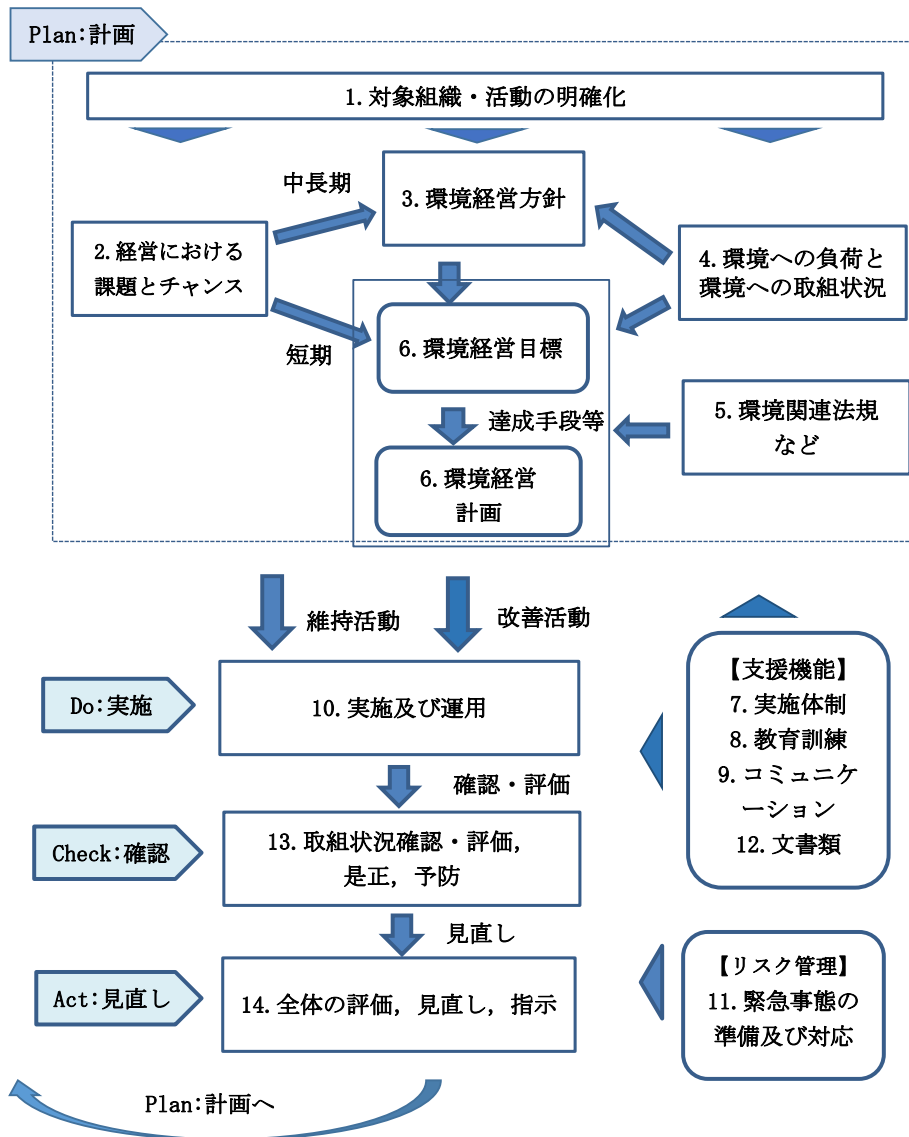 Plan:計画
1.対象組織・活動の明確化
中長期
3.環境経営方針
2.経営における
課題とチャンス
4.環境への負荷と
環境への取組状況
短期
6.環境経営目標
達成手段等
5.環境関連法規
など
6.環境経営
計画
維持活動
改善活動
【支援機能】
7.実施体制
8.教育訓練
9.コミュニケ
ーション
12.文書類
Do:実施
10.実施及び運用
確認・評価
Check:確認
13.取組状況確認・評価,
是正,予防
見直し
Act:見直し
14.全体の評価,見直し,指示
【リスク管理】
11.緊急事態の
準備及び対応
Plan:計画へ